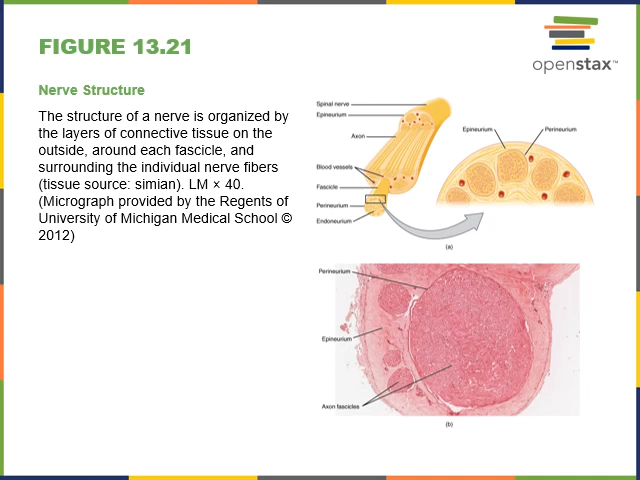 FIGURE 13.21
openstax™
Nerve Structure
The structure of a nerve is organized by
the layers of connective tissue on the
outside, around each fascicle, and
surrounding the individual nerve fibers
(tissue source: simian). LM × 40.
(Micrograph provided by the Regents of
University of Michigan Medical School ©
2012)
Spinal nerve
Epineurium
Axon
Blood vessels
Fascicle
Perineurium
Endoneurium
Epineurium
Perineurium
(a)
Perineurium
Epineurium
Axon fascicles
(b)